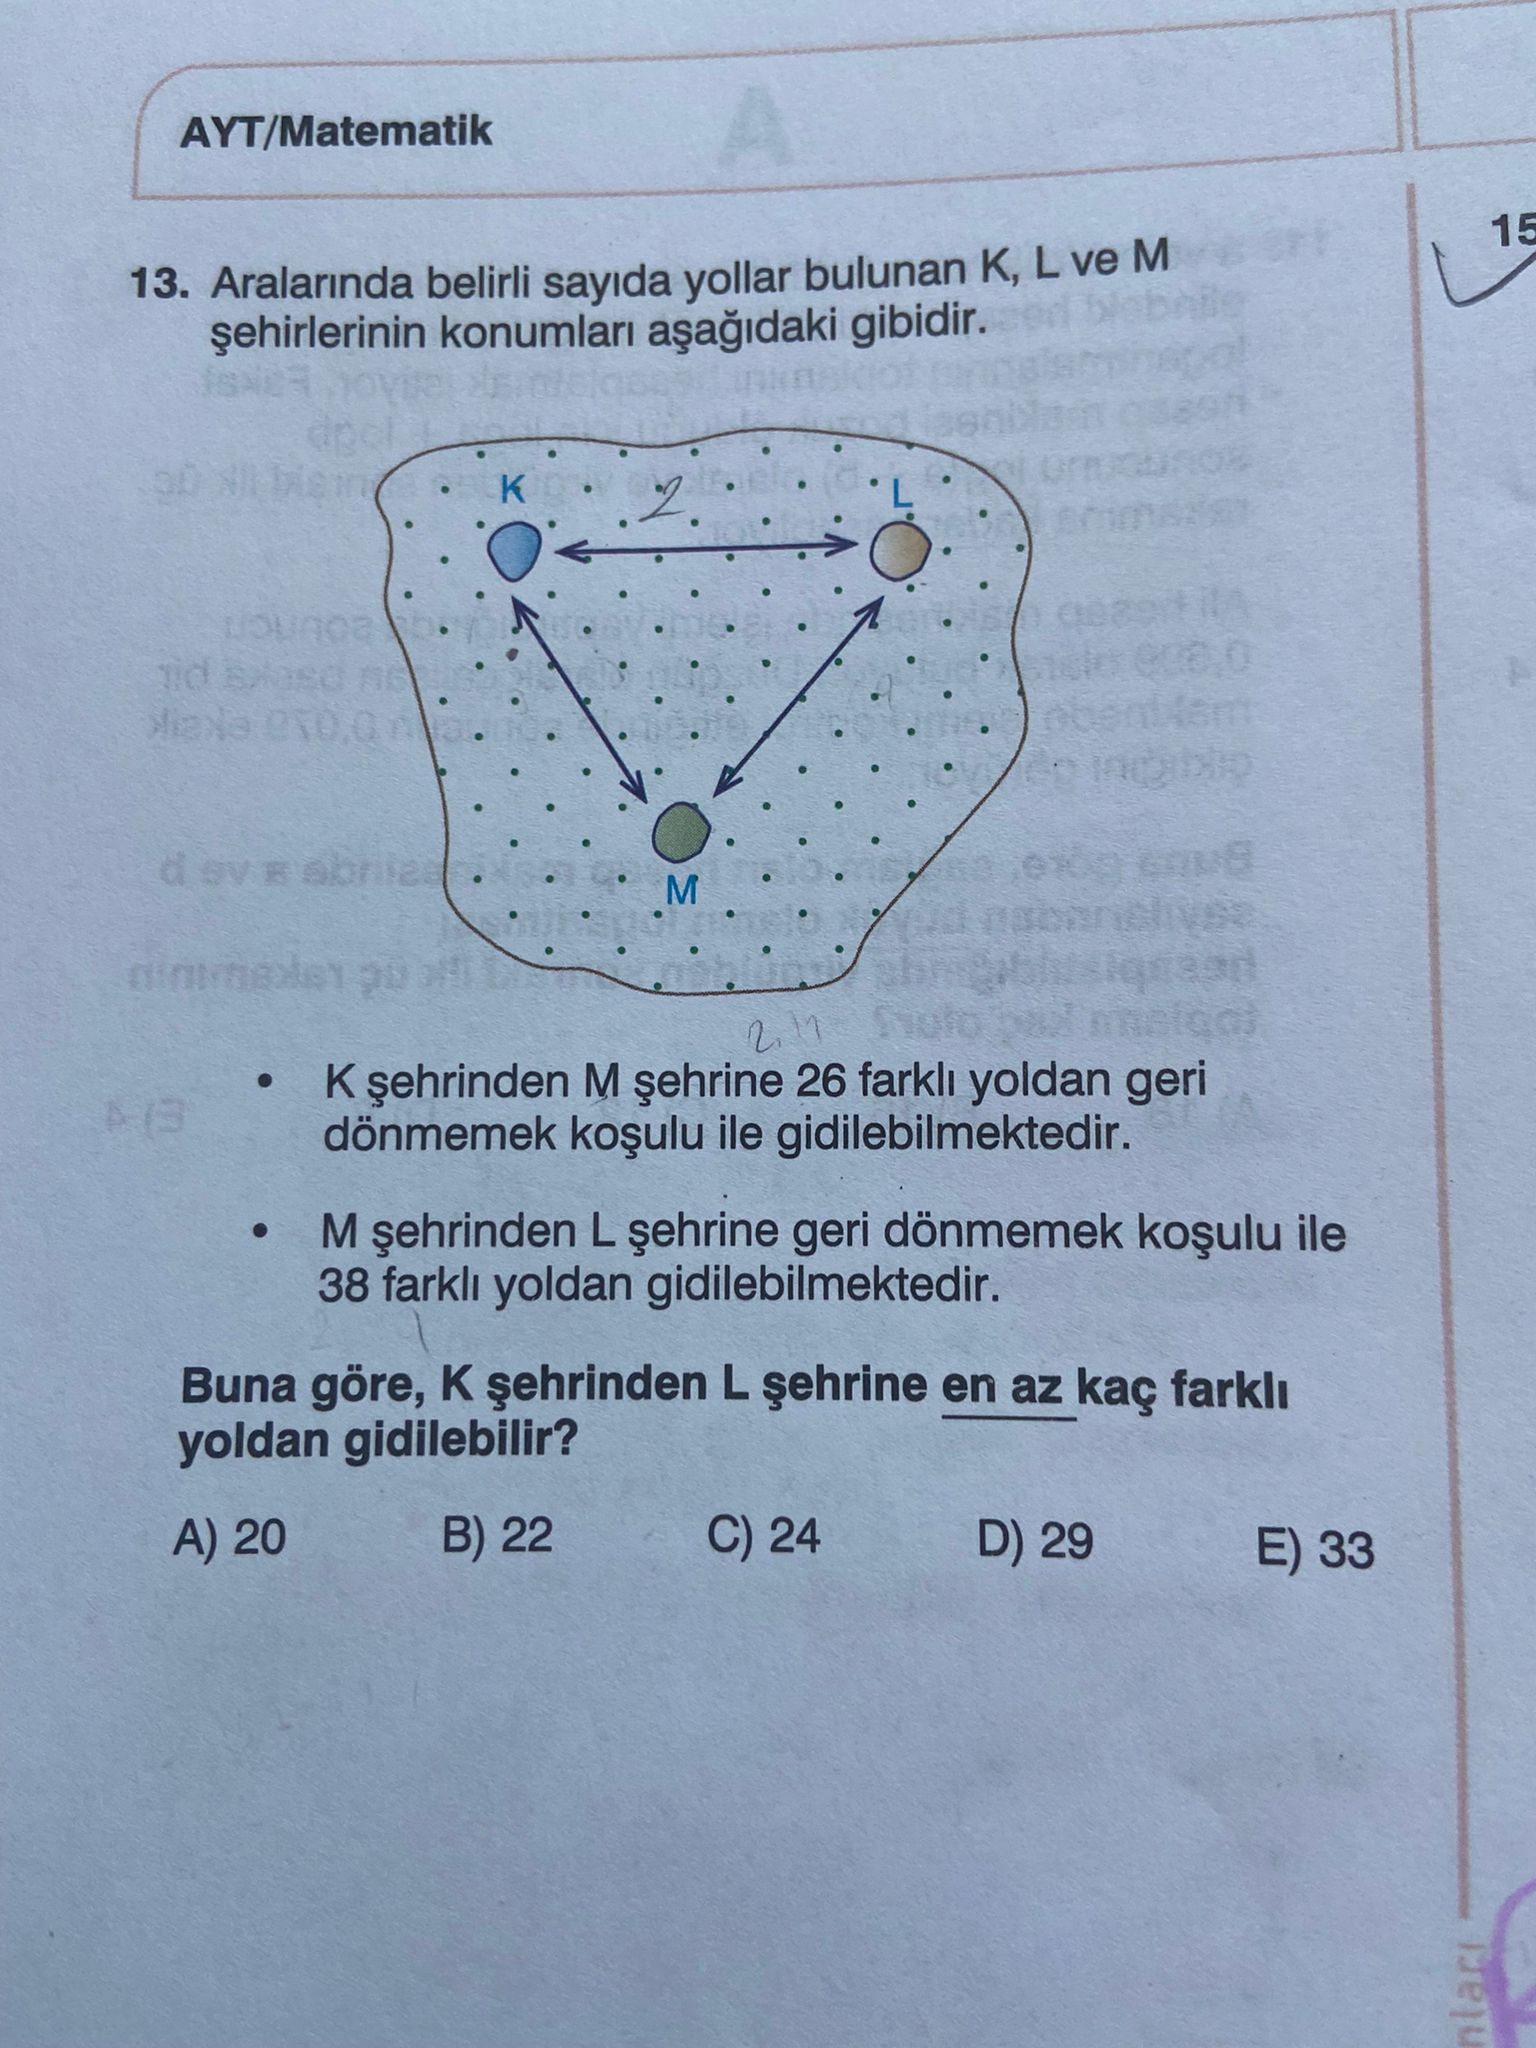 AYT/Matematik
A
15
13. Aralarında belirli sayıda yollar bulunan K, L ve M
şehirlerinin konumları aşağıdaki gibidir.
K
2
L
9
M
2.11
• K şehrinden M şehrine 26 farklı yoldan geri
dönmemek koşulu ile gidilebilmektedir.
• M şehrinden L şehrine geri dönmemek koşulu ile
38 farklı yoldan gidilebilmektedir.
Buna göre, K şehrinden L şehrine en az kaç farklı
yoldan gidilebilir?
A) 20 B) 22 C) 24 D) 29 E) 33
nları